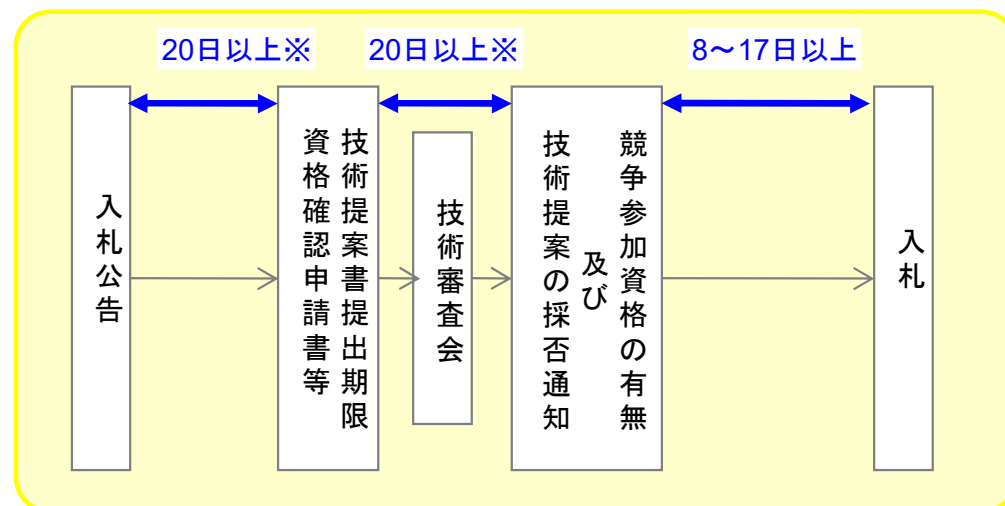 20日以上※
20日以上※
8～17日以上
入札公告
技術提案書提出期限
資格確認申請書等
技術審査会
競争参加資格の有無
及び
技術提案の採否通知
入札